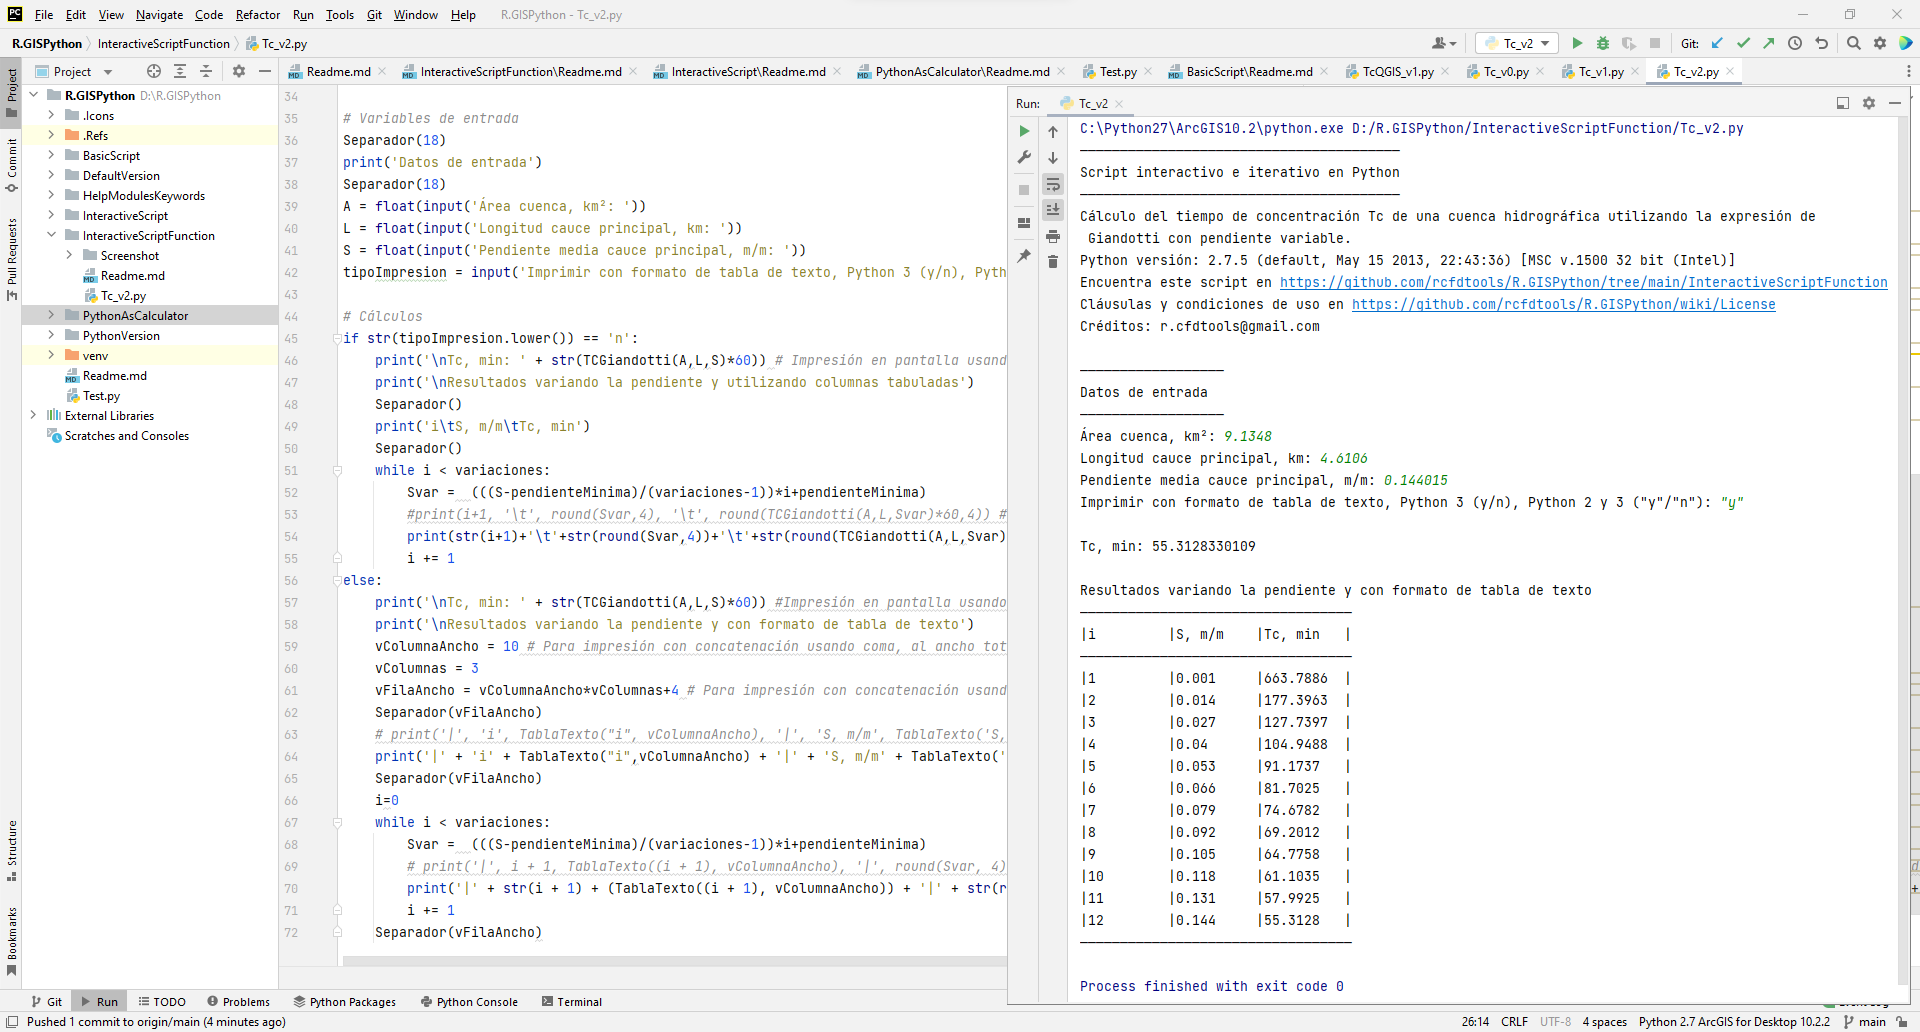 PC File Edit View Navigate Code Refactor Run Tools Git Window Help R.GISPython - Tc_v2.py
R.GISPython InteractiveScriptFunction Tc_v2.py
Tc_v2 Git:
Project
Readme.md InteractiveScriptFunction\Readme.md InteractiveScript\Readme.md PythonAsCalculator\Readme.md Test.py BasicScript\Readme.md TcQGIS_v1.py Tc_v0.py Tc_v1.py Tc_v2.py
Project
Commit
Pull Requests
Structure
Bookmarks
R.GISPython D:\R.GISPython
.Icons
.Refs
BasicScript
DefaultVersion
HelpModulesKeywords
InteractiveScript
InteractiveScriptFunction
Screenshot
Readme.md
Tc_v2.py
PythonAsCalculator
PythonVersion
venv
Readme.md
Test.py
External Libraries
Scratches and Consoles
34
35 # Variables de entrada
36 Separador(18)
37 print('Datos de entrada')
38 Separador(18)
39 A = float(input('Área cuenca, km²: '))
40 L = float(input('Longitud cauce principal, km: '))
41 S = float(input('Pendiente media cauce principal, m/m: '))
42 tipoImpresion = input('Imprimir con formato de tabla de texto, Python 3 (y/n), Pyth
43
44 # Cálculos
45 if str(tipoImpresion.lower()) == 'n':
46 print('\nTc, min: ' + str(TCGiandotti(A,L,S)*60)) # Impresión en pantalla usand
47 print('\nResultados variando la pendiente y utilizando columnas tabuladas')
48 Separador()
49 print('i\tS, m/m\tTc, min')
50 Separador()
51 while i < variaciones:
52 Svar =  (((S-pendienteMinima)/(variaciones-1))*i+pendienteMinima)
53 #print(i+1, '\t', round(Svar,4), '\t', round(TCGiandotti(A,L,Svar)*60,4)) #
54 print(str(i+1)+'\t'+str(round(Svar,4))+'\t'+str(round(TCGiandotti(A,L,Svar)
55 i += 1
56 else:
57 print('\nTc, min: ' + str(TCGiandotti(A,L,S)*60)) #Impresión en pantalla usando
58 print('\nResultados variando la pendiente y con formato de tabla de texto')
59 vColumnaAncho = 10 # Para impresión con concatenación usando coma, al ancho tot
60 vColumnas = 3
61 vFilaAncho = vColumnaAncho*vColumnas+4 # Para impresión con concatenación usand
62 Separador(vFilaAncho)
63 # print('|', 'i', TablaTexto("i", vColumnaAncho), '|', 'S, m/m', TablaTexto('S,
64 print('|' + 'i' + TablaTexto("i",vColumnaAncho) + '|' + 'S, m/m' + TablaTexto('
65 Separador(vFilaAncho)
66 i=0
67 while i < variaciones:
68 Svar =  (((S-pendienteMinima)/(variaciones-1))*i+pendienteMinima)
69 # print('|', i + 1, TablaTexto((i + 1), vColumnaAncho), '|', round(Svar, 4)
70 print('|' + str(i + 1) + (TablaTexto((i + 1), vColumnaAncho)) + '|' + str(r
71 i += 1
72 Separador(vFilaAncho)
Run: Tc_v2
C:\Python27\ArcGIS10.2\python.exe D:/R.GISPython/InteractiveScriptFunction/Tc_v2.py
________________________________________
Script interactivo e iterativo en Python
________________________________________
Cálculo del tiempo de concentración Tc de una cuenca hidrográfica utilizando la expresión de
Giandotti con pendiente variable.
Python versión: 2.7.5 (default, May 15 2013, 22:43:36) [MSC v.1500 32 bit (Intel)]
Encuentra este script en https://github.com/rcfdtools/R.GISPython/tree/main/InteractiveScriptFunction
Cláusulas y condiciones de uso en https://github.com/rcfdtools/R.GISPython/wiki/License
Créditos: r.cfdtools@gmail.com
__________________
Datos de entrada
__________________
Área cuenca, km²: 9.1348
Longitud cauce principal, km: 4.6106
Pendiente media cauce principal, m/m: 0.144015
Imprimir con formato de tabla de texto, Python 3 (y/n), Python 2 y 3 ("y"/"n"): "y"
Tc, min: 55.3128330109
Resultados variando la pendiente y con formato de tabla de texto
__________________________________
|i |S, m/m |Tc, min |
__________________________________
|1 |0.001 |663.7886 |
|2 |0.014 |177.3963 |
|3 |0.027 |127.7397 |
|4 |0.04 |104.9488 |
|5 |0.053 |91.1737 |
|6 |0.066 |81.7025 |
|7 |0.079 |74.6782 |
|8 |0.092 |69.2012 |
|9 |0.105 |64.7758 |
|10 |0.118 |61.1035 |
|11 |0.131 |57.9925 |
|12 |0.144 |55.3128 |
__________________________________
Process finished with exit code 0
Git Run TODO Problems Python Packages Python Console Terminal
Pushed 1 commit to origin/main (4 minutes ago) 26:14 CRLF UTF-8 4 spaces Python 2.7 ArcGIS for Desktop 10.2.2 main